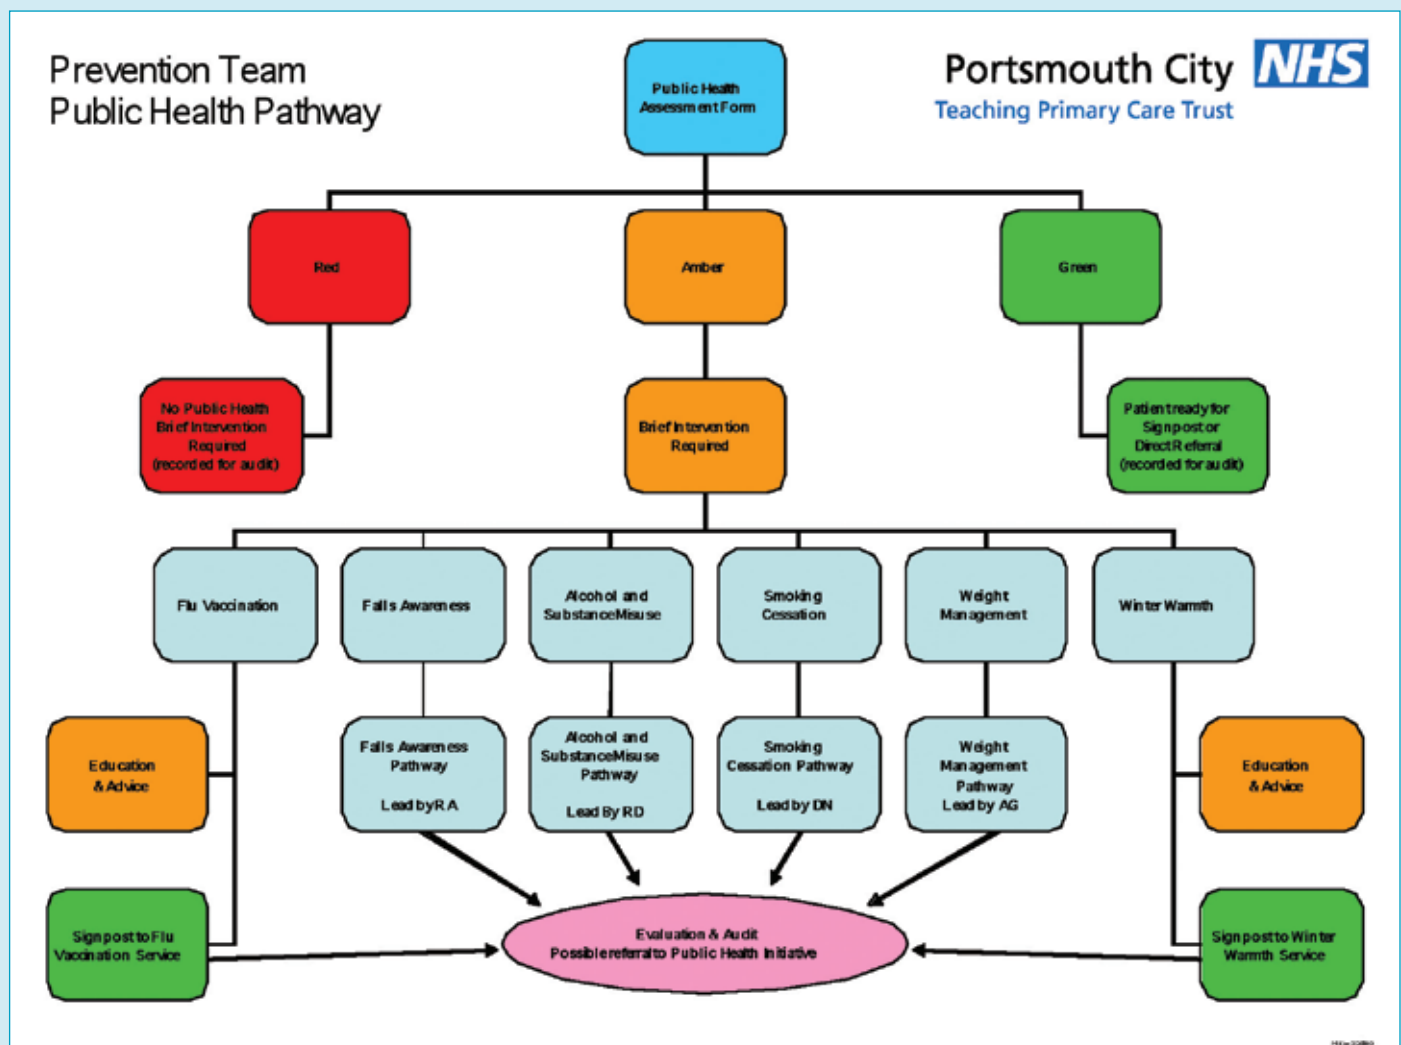 Prevention Team
Public Health Pathway
Portsmouth City NHS
Teaching Primary Care Trust
Public Health
Assessment Form
Red
Amber
Green
No Public Health
Brief Intervention
Required
(recorded for audit)
Brief Intervention
Required
Patient ready for
Signpost or
Direct Referral
(recorded for audit)
Flu Vaccination
Falls Awareness
Alcohol and
Substance Misuse
Smoking
Cessation
Weight
Management
Winter Warmth
Education
& Advice
Falls Awareness
Pathway
Lead by RA
Alcohol and
Substance Misuse
Pathway
Lead By RD
Smoking
Cessation Pathway
Lead by DN
Weight
Management
Pathway
Lead by AG
Education
& Advice
Signpost to Flu
Vaccination Service
Evaluation & Audit
Possible referral to Public Health Initiative
Signpost to Winter
Warmth Service